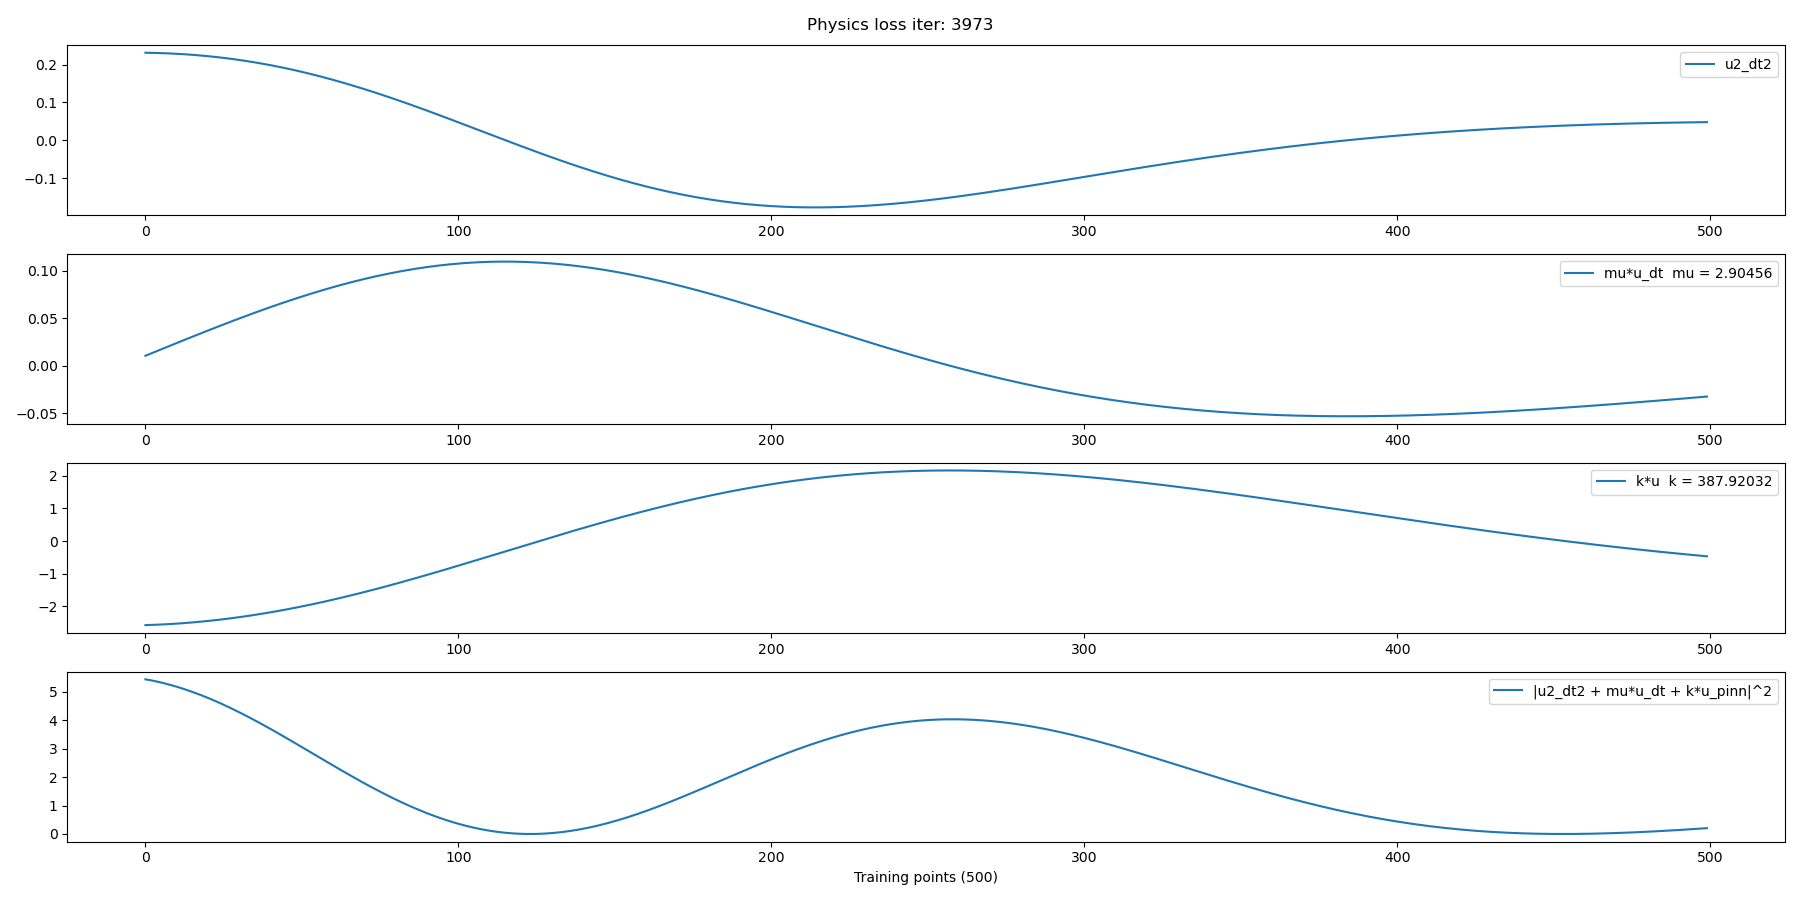 Physics loss iter: 3973
u2_dt2
0.2
0.1
0.0
−0.1
0 100 200 300 400 500
mu*u_dt  mu = 2.90456
0.10
0.05
0.00
−0.05
0 100 200 300 400 500
k*u  k = 387.92032
2
1
0
−1
−2
0 100 200 300 400 500
|u2_dt2 + mu*u_dt + k*u_pinn|^2
5
4
3
2
1
0
0 100 200 300 400 500
Training points (500)